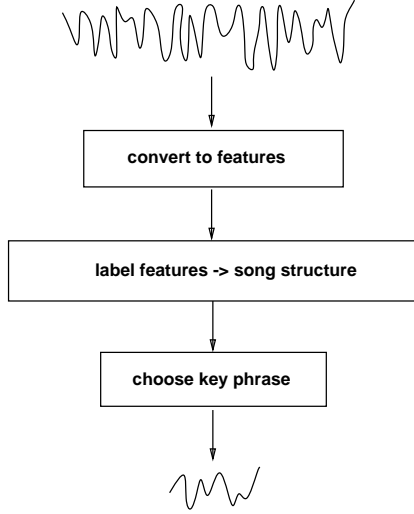 convert to features
label features -> song structure
choose key phrase